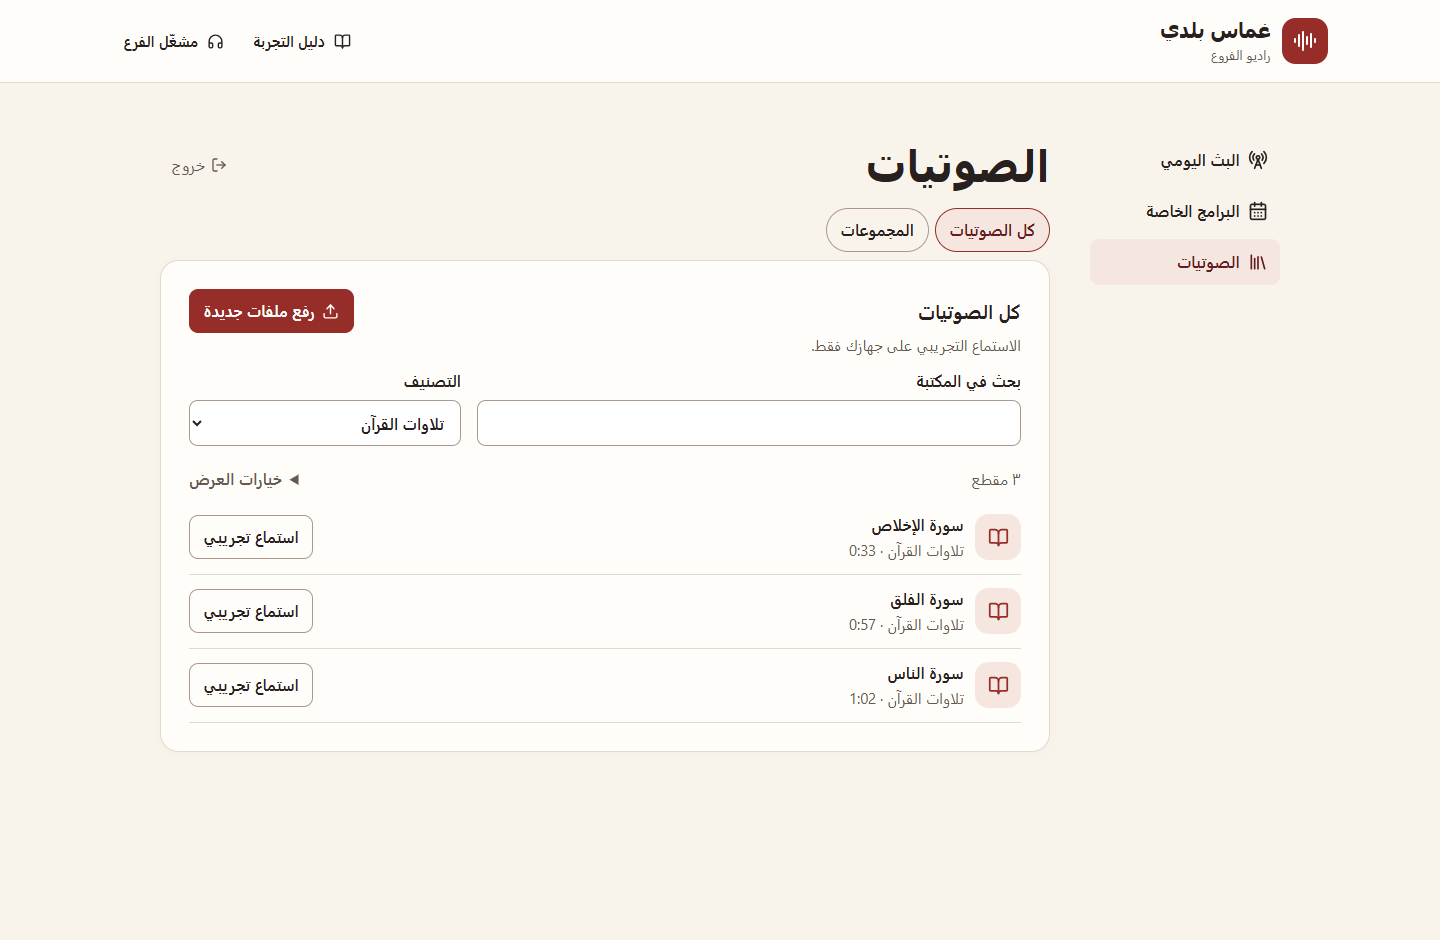 غماس بلدي
راديو الفروع
دليل التجربة
مشغّل الفرع
البث اليومي
البرامج الخاصة
الصوتيات
الصوتيات
خروج
كل الصوتيات
المجموعات
كل الصوتيات
رفع ملفات جديدة
الاستماع التجريبي على جهازك فقط.
بحث في المكتبة
التصنيف
تلاوات القرآن
٣ مقطع
خيارات العرض
سورة الإخلاص
تلاوات القرآن · 0:33
استماع تجريبي
سورة الفلق
تلاوات القرآن · 0:57
استماع تجريبي
سورة الناس
تلاوات القرآن · 1:02
استماع تجريبي